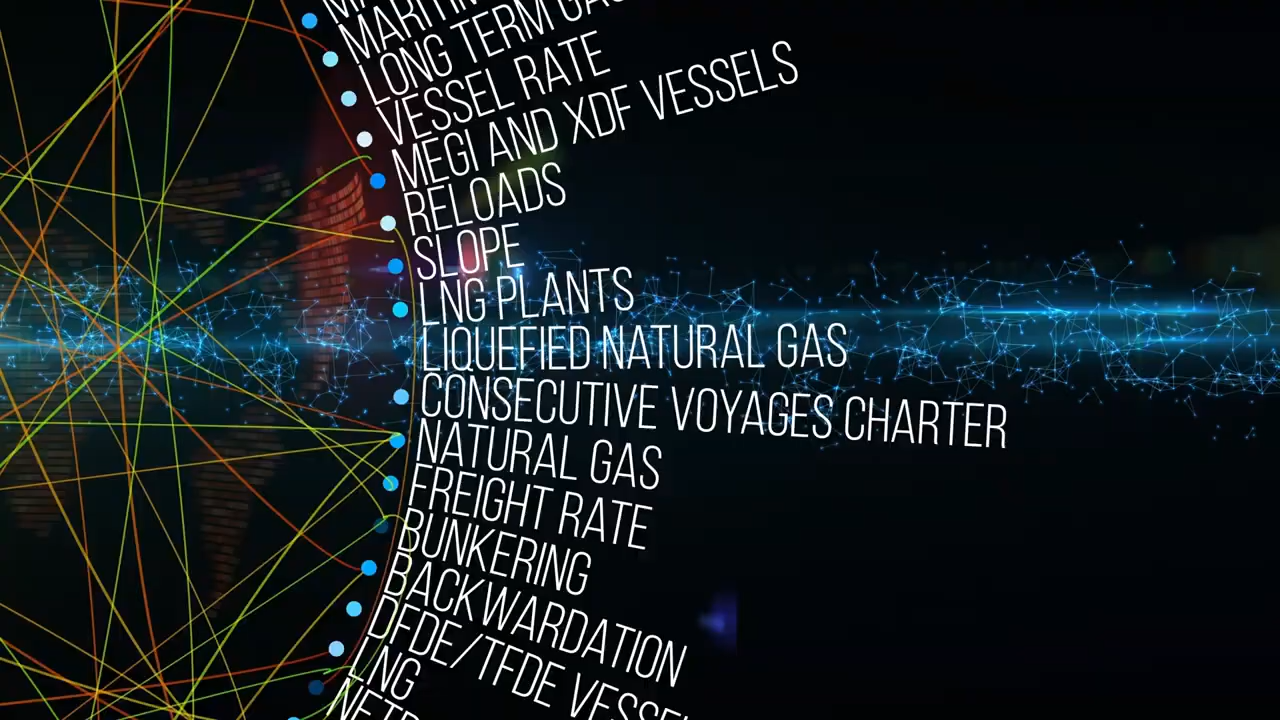 LONG TERM
VESSEL RATE
MEGI AND XDF VESSELS
RELOADS
SLOPE
LNG PLANTS
LIQUEFIED NATURAL GAS
CONSECUTIVE VOYAGES CHARTER
NATURAL GAS
FREIGHT RATE
BUNKERING
BACKWARDATION
DFDE/TFDE
LNG